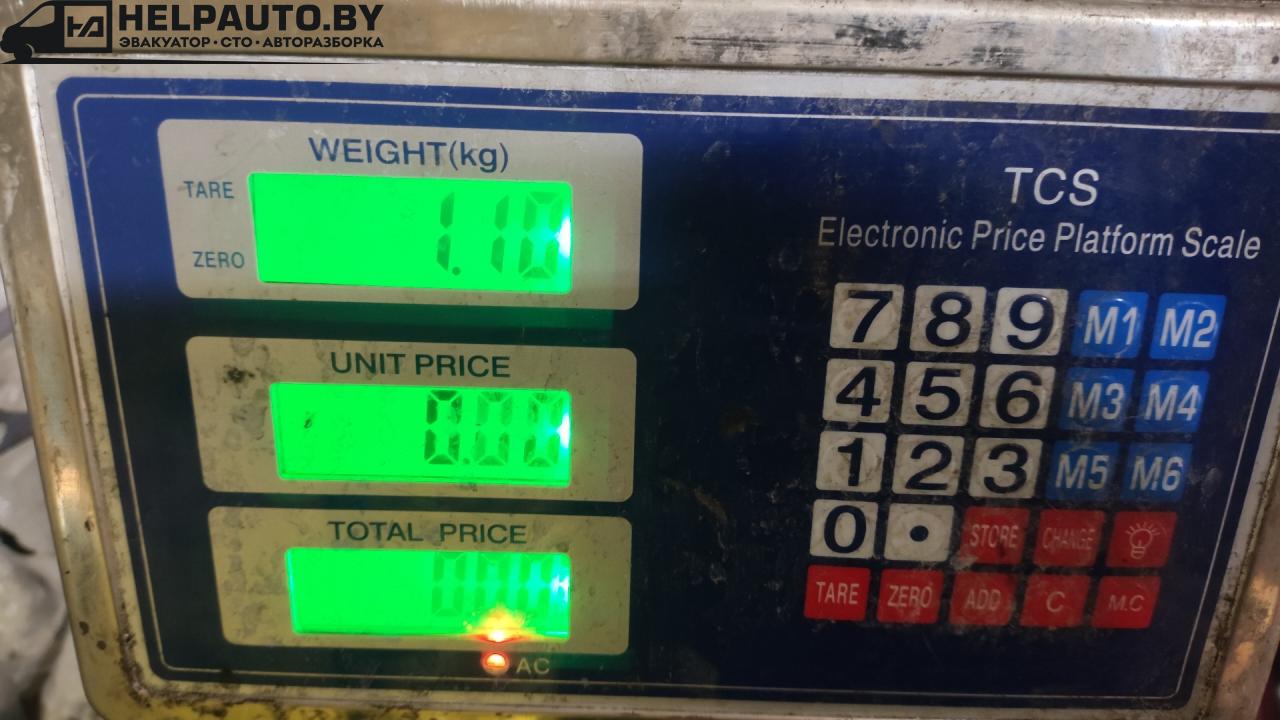 HELPAUTO.BY
ЭВАКУАТОР·СТО·АВТОРАЗБОРКА
WEIGHT(kg)
TARE
1.10
ZERO
UNIT PRICE
0.00
TOTAL PRICE
AC
TCS
Electronic Price Platform Scale
7 8 9 M1 M2
4 5 6 M3 M4
1 2 3 M5 M6
0 • STORE CHANGE
TARE ZERO ADD C M.C